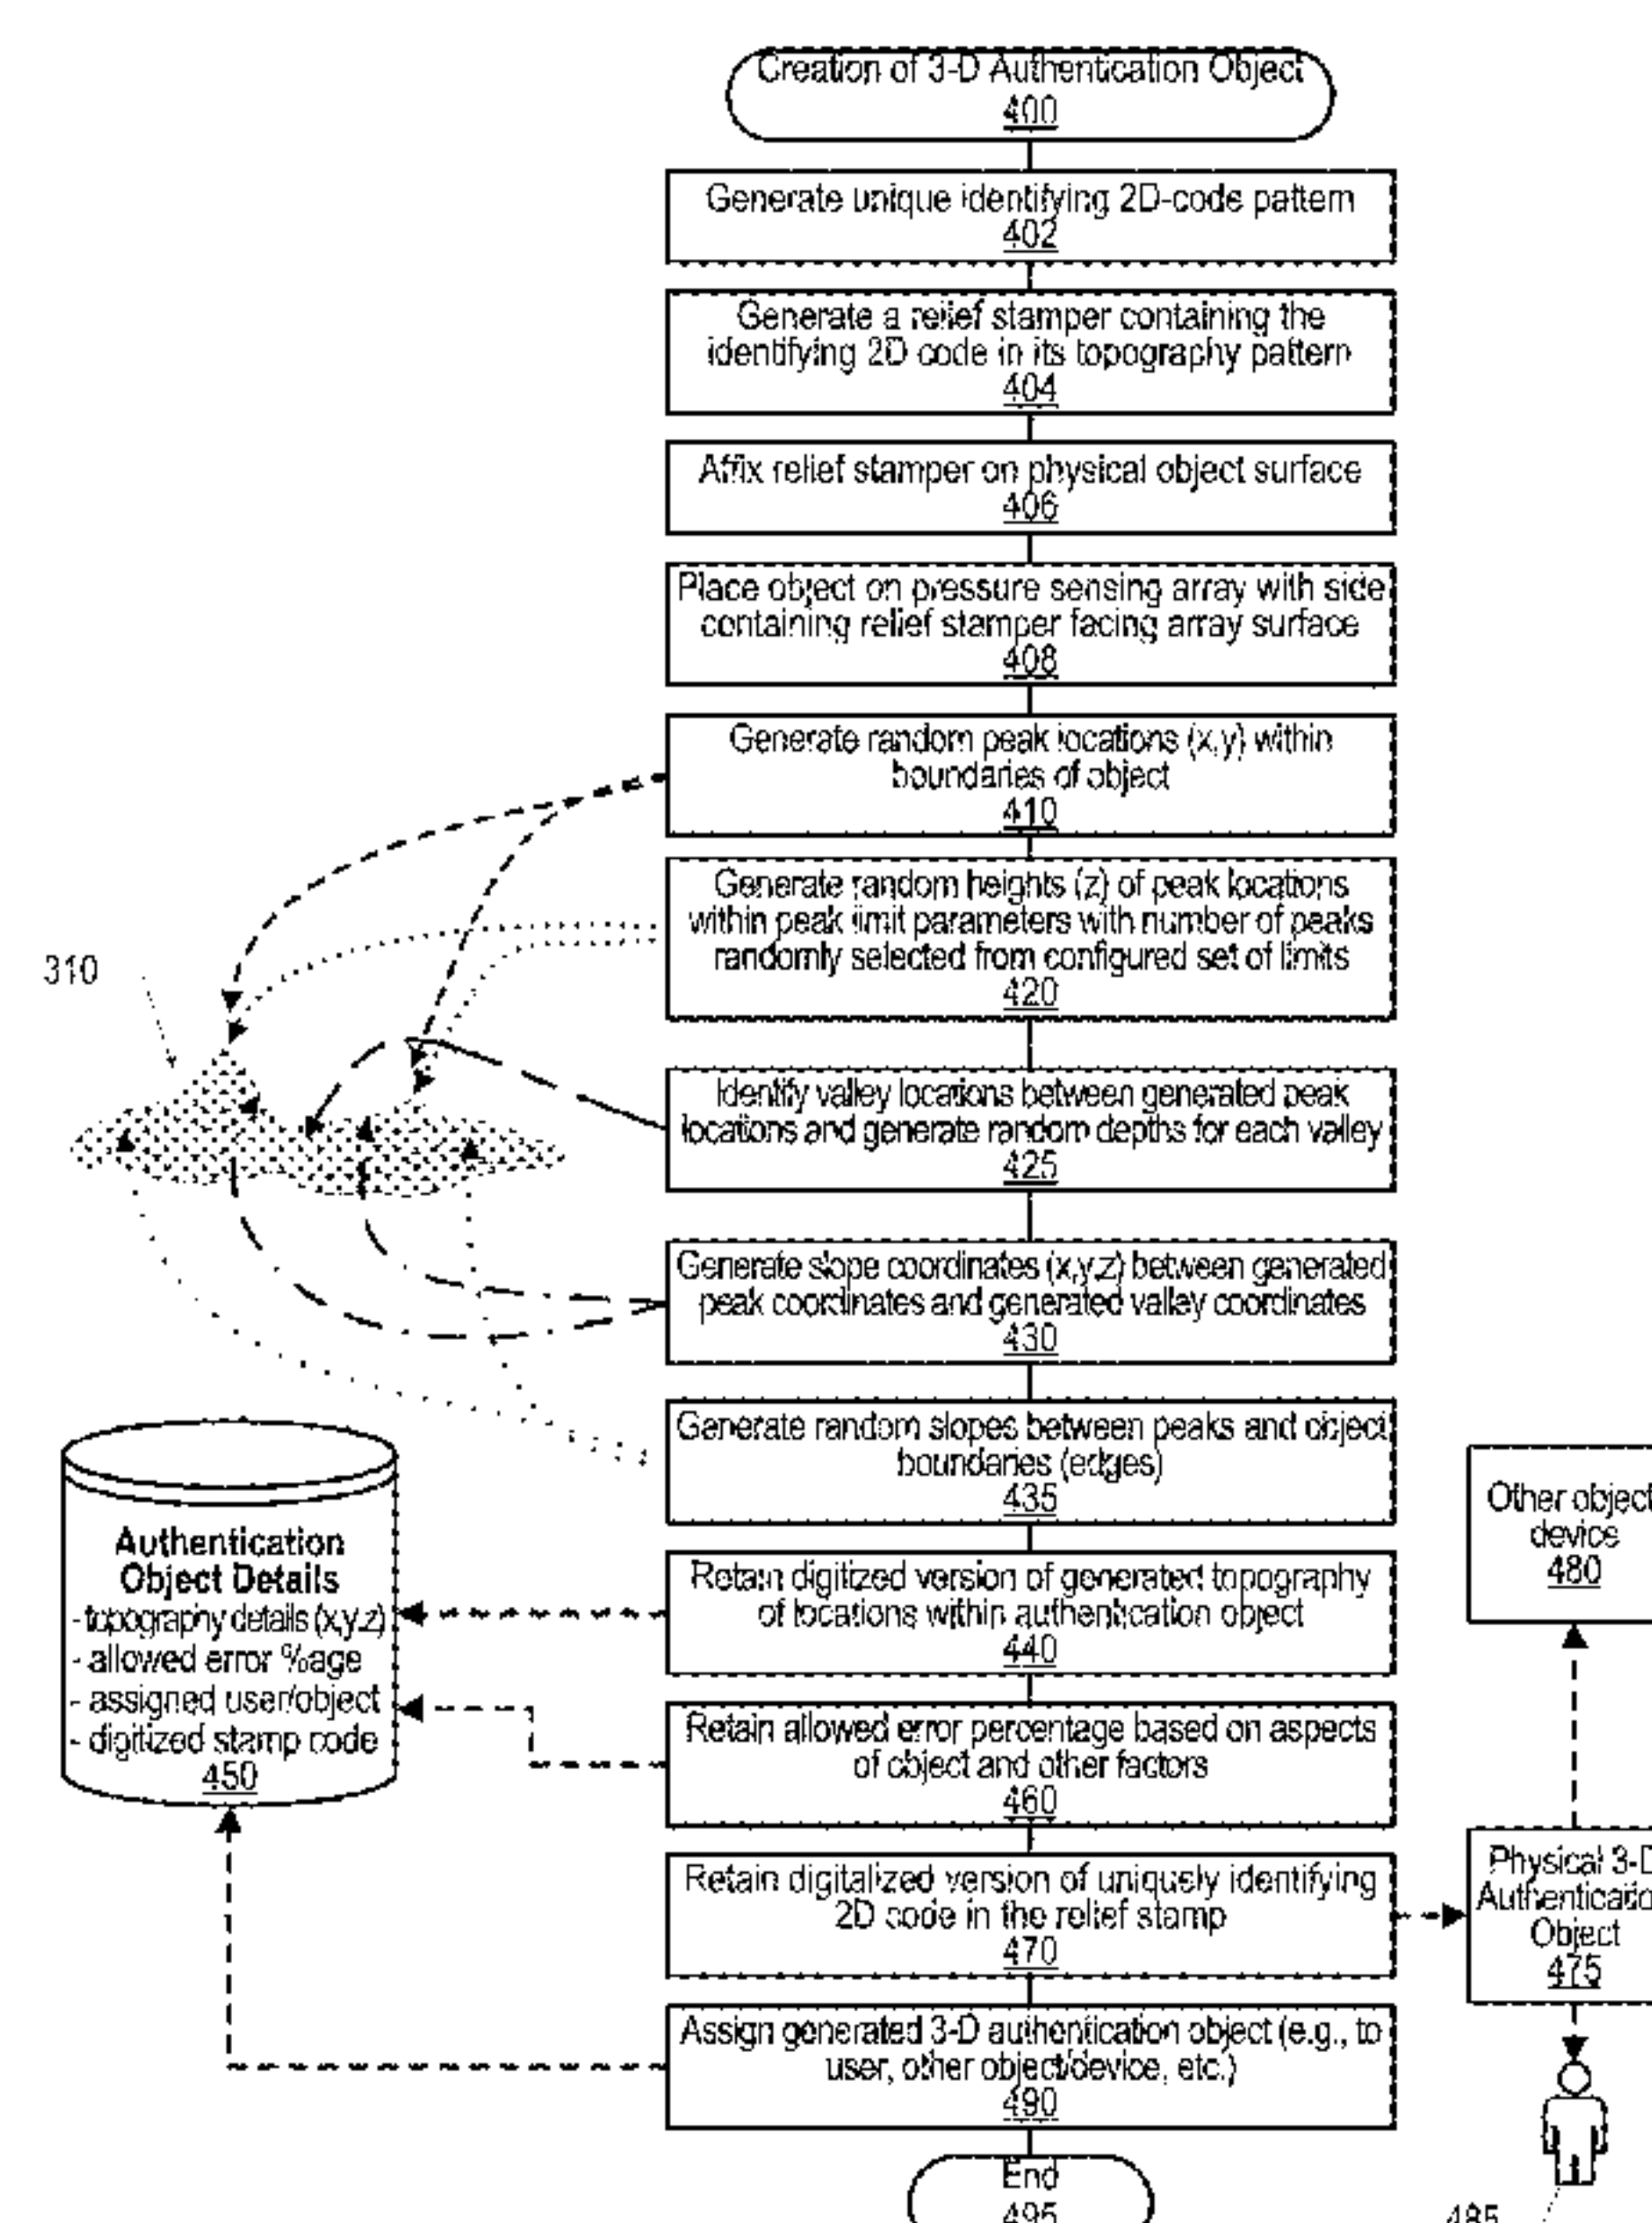 Creation of 3-D Authentication Object
400
Generate unique identifying 2D-code pattern
402
Generate a relief stamper containing the
identifying 2D code in its topography pattern
404
Affix relief stamper on physical object surface
406
Place object on pressure sensing array with side
containing relief stamper facing array surface
408
Generate random peak locations (x,y) within
boundaries of object
410
Generate random heights (z) of peak locations
within peak limit parameters with number of peaks
randomly selected from configured set of limits
420
310
Identify valley locations between generated peak
locations and generate random depths for each valley
425
Generate slope coordinates (x,y,z) between generated
peak coordinates and generated valley coordinates
430
Generate random slopes between peaks and object
boundaries (edges)
435
Authentication
Object Details
- topography details (x,y,z)
- allowed error %age
- assigned user/object
- digitized stamp code
450
Retain digitized version of generated topography
of locations within authentication object
440
Retain allowed error percentage based on aspects
of object and other factors
460
Retain digitalized version of uniquely identifying
2D code in the relief stamp
470
Assign generated 3-D authentication object (e.g., to
user, other object/device, etc.)
490
End
495
Other object
device
480
Physical 3-D
Authenticatio
Object
475
485